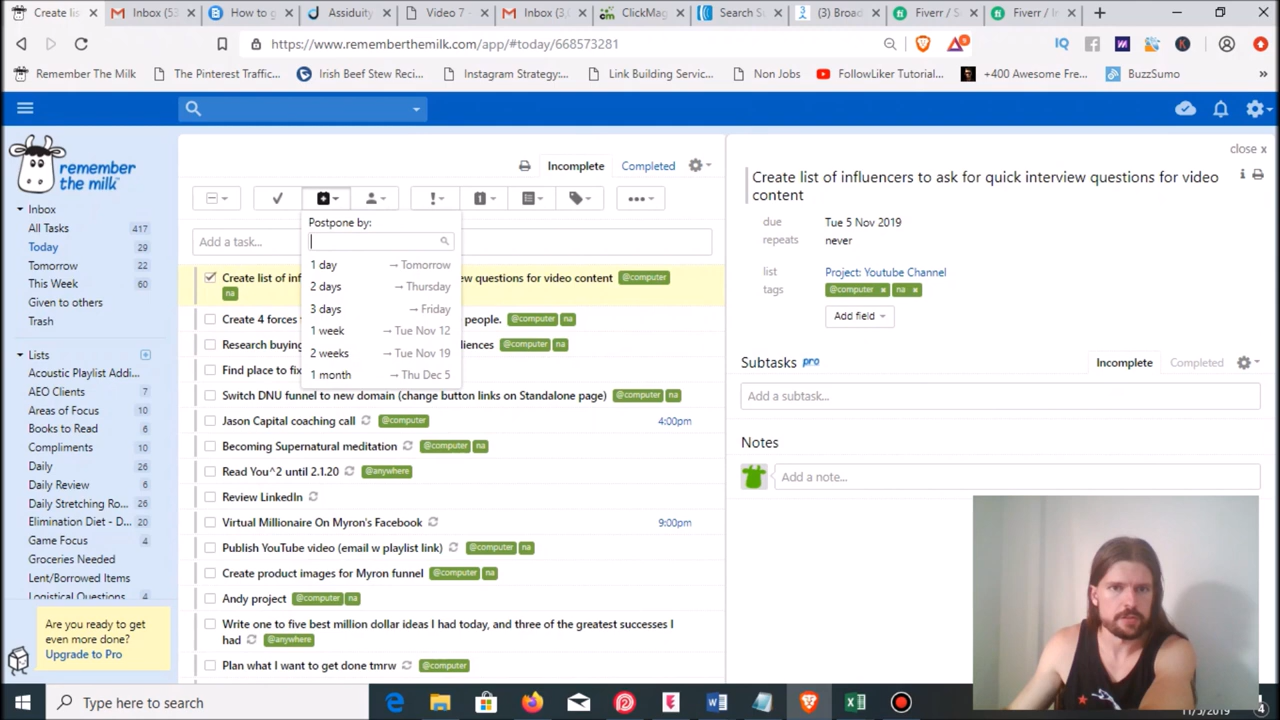 Create lis
Inbox (53
How to g
Assiduity
Video 7 -
Inbox (3.
ClickMag
Search Su
(3) Broad
Fiverr / S
Fiverr / In
https://www.rememberthemilk.com/app/#today/668573281
Remember The Milk
The Pinterest Traffic...
Irish Beef Stew Reci...
Instagram Strategy:...
Link Building Servic...
Non Jobs
FollowLiker Tutorial...
+400 Awesome Fre...
BuzzSumo
remember
the milk
Inbox
All Tasks 417
Today 29
Tomorrow 22
This Week 60
Given to others
Trash
Lists
Acoustic Playlist Addi...
AEO Clients 7
Areas of Focus 10
Books to Read 6
Compliments 10
Daily 26
Daily Review 6
Daily Stretching Ro... 10
Elimination Diet - D... 20
Game Focus 4
Groceries Needed
Lent/Borrowed Items
Logistical Questions
Are you ready to get
even more done?
Upgrade to Pro
Incomplete Completed
Add a task...
Postpone by:
1 day → Tomorrow
2 days → Thursday
3 days → Friday
1 week → Tue Nov 12
2 weeks → Tue Nov 19
1 month → Thu Dec 5
Create list of inf w questions for video content @computer
na
Create 4 forces people. @computer na
Research buying iences @computer na
Find place to fix
Switch DNU funnel to new domain (change button links on Standalone page) @computer na
Jason Capital coaching call @computer 4:00pm
Becoming Supernatural meditation @computer na
Read You^2 until 2.1.20 @anywhere
Review LinkedIn
Virtual Millionaire On Myron's Facebook 9:00pm
Publish YouTube video (email w playlist link) @computer na
Create product images for Myron funnel @computer na
Andy project @computer na
Write one to five best million dollar ideas I had today, and three of the greatest successes I
had @anywhere
Plan what I want to get done tmrw @computer
close x
Create list of influencers to ask for quick interview questions for video
content
due Tue 5 Nov 2019
repeats never
list Project: Youtube Channel
tags @computer na
Add field
Subtasks pro Incomplete Completed
Add a subtask...
Notes
Add a note...
Type here to search
11/5/2019
4